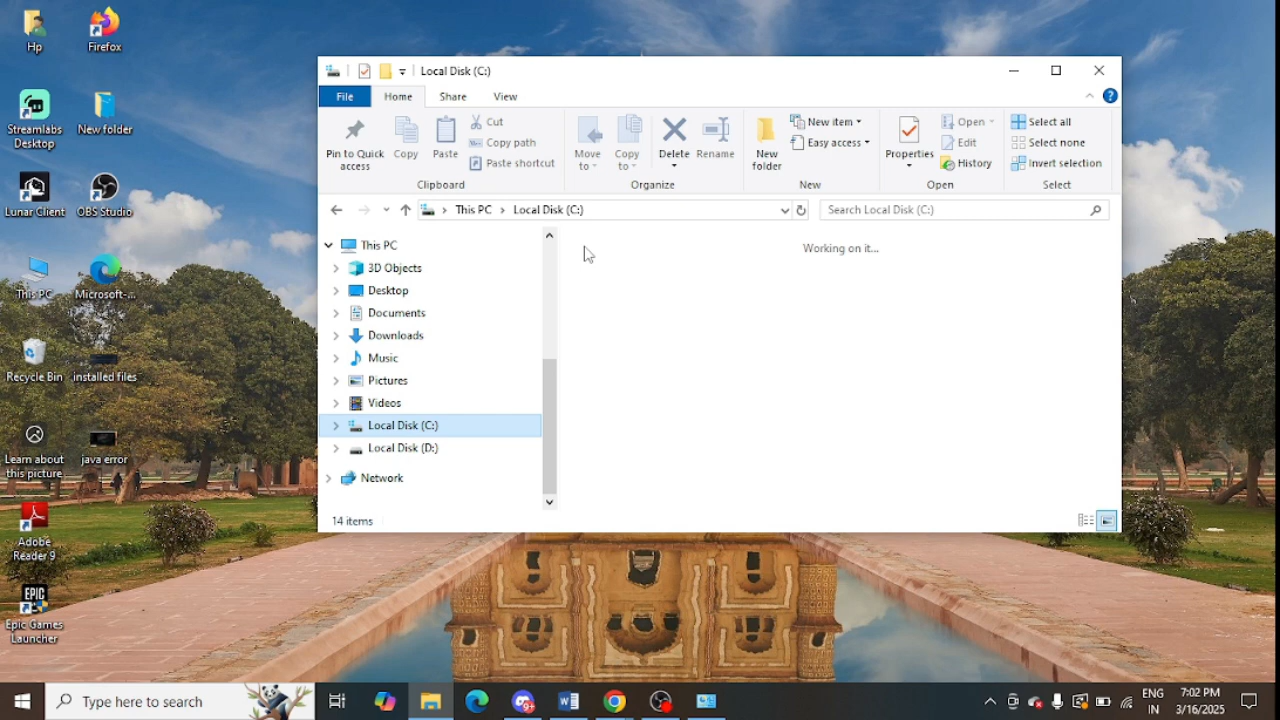 Hp
Firefox
Streamlabs
Desktop
New folder
Lunar Client
OBS Studio
This PC
Microsoft-...
Recycle Bin
installed files
Learn about
this picture
java error
Adobe
Reader 9
EPIC
Epic Games
Launcher
Local Disk (C:)
File
Home
Share
View
Pin to Quick
access
Copy
Paste
Cut
Copy path
Paste shortcut
Clipboard
Move
to
Copy
to
Delete
Rename
Organize
New
folder
New item
Easy access
New
Properties
Open
Edit
History
Open
Select all
Select none
Invert selection
Select
This PC
Local Disk (C:)
Search Local Disk (C:)
This PC
3D Objects
Desktop
Documents
Downloads
Music
Pictures
Videos
Local Disk (C:)
Local Disk (D:)
Network
Working on it...
14 items
Type here to search
ENG
IN
7:02 PM
3/16/2025